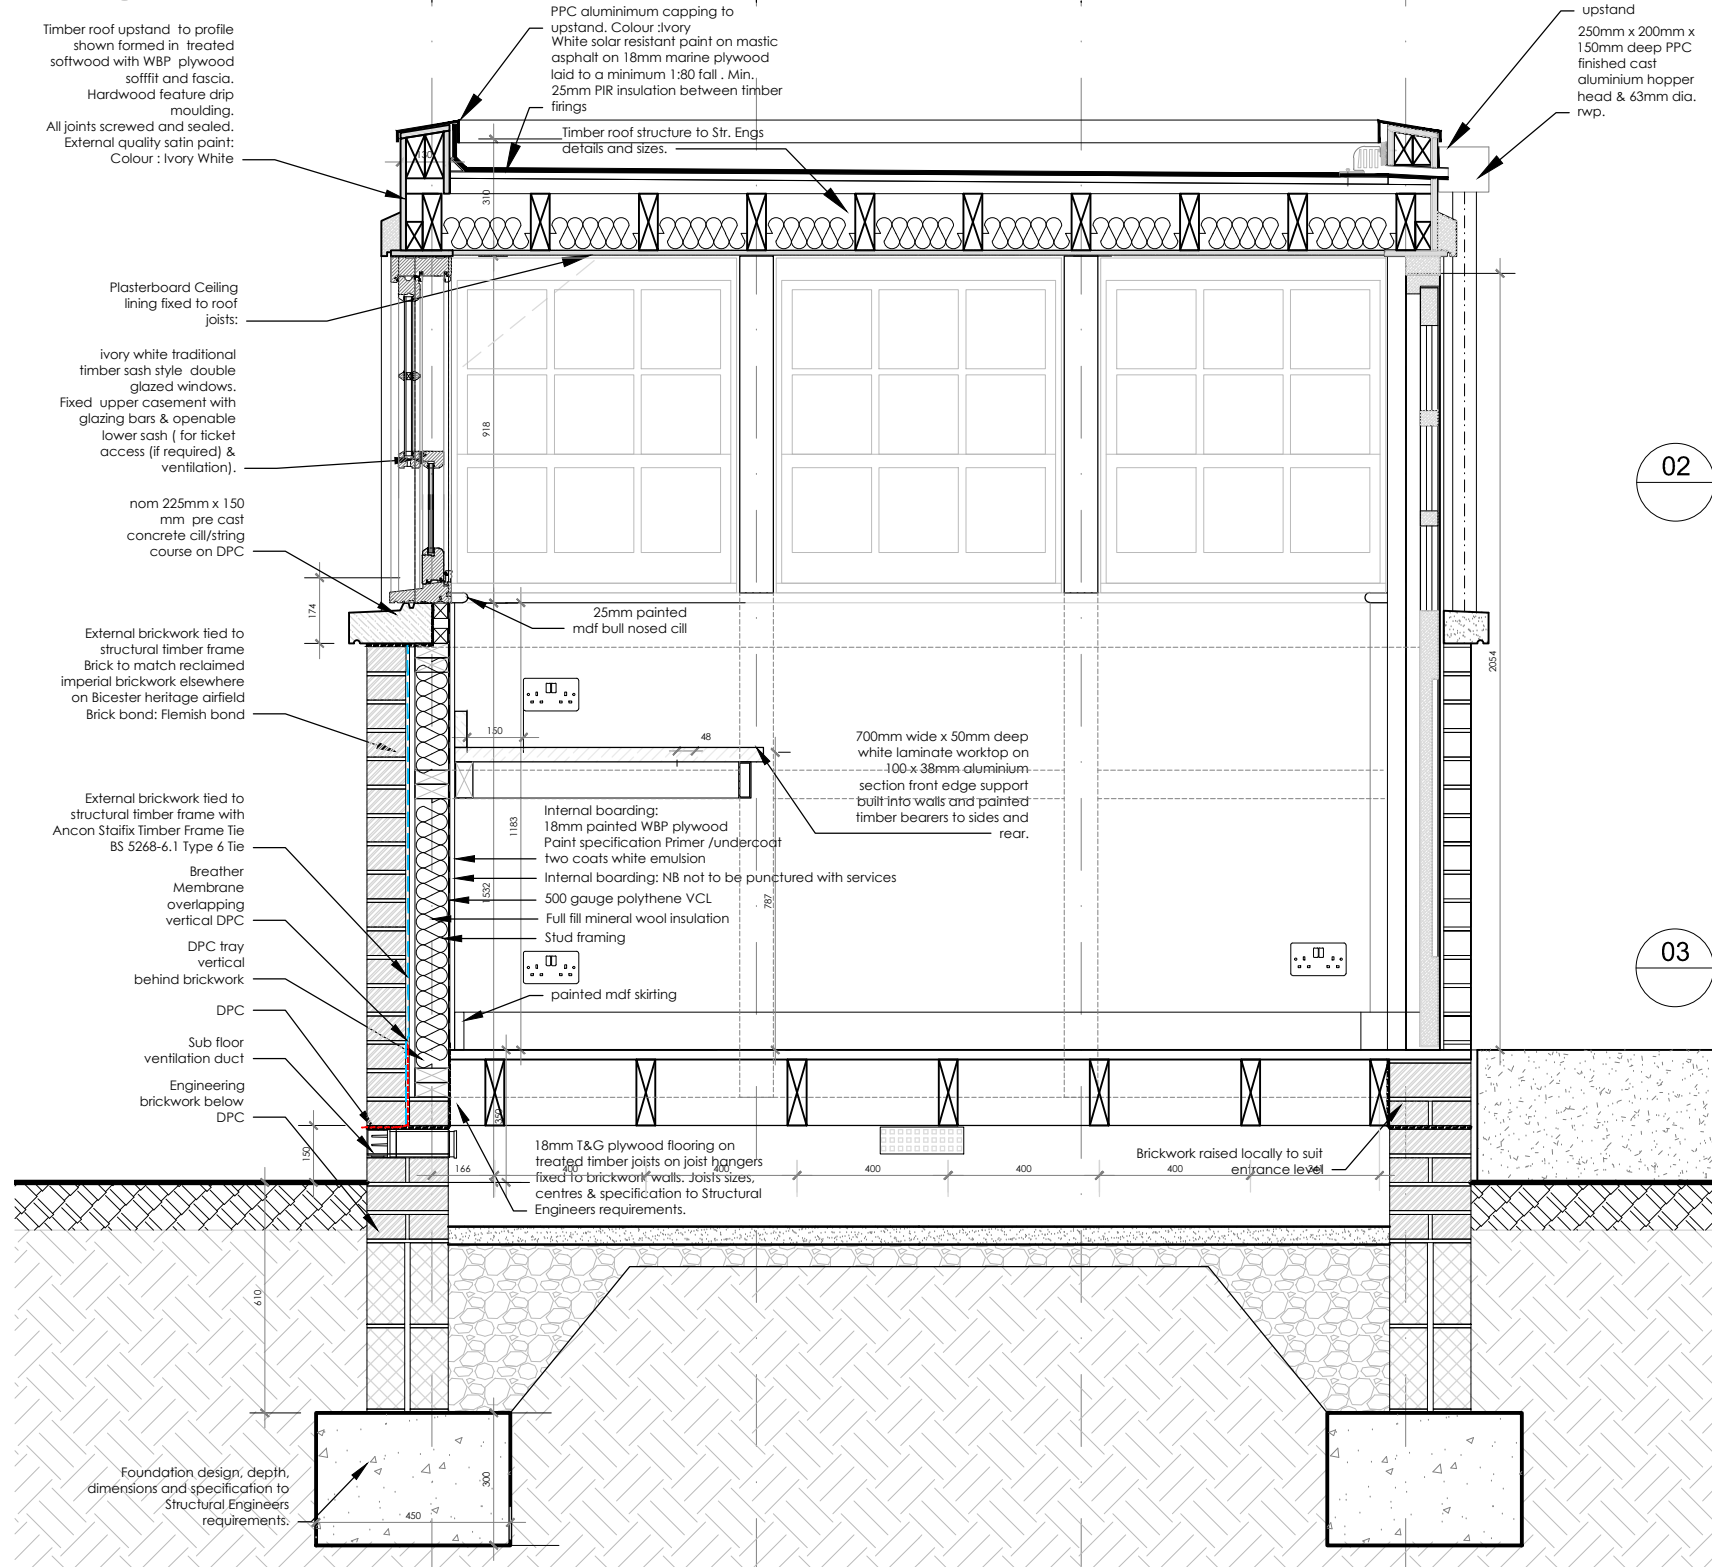 Timber roof upstand to profile
shown formed in treated
softwood with WBP plywood
sofffit and fascia.
Hardwood feature drip
moulding.
All joints screwed and sealed.
External quality satin paint:
Colour : Ivory White
PPC aluminimum capping to
upstand. Colour :Ivory
White solar resistant paint on mastic
asphalt on 18mm marine plywood
laid to a minimum 1:80 fall . Min.
25mm PIR insulation between timber
firings
Timber roof structure to Str. Engs
details and sizes.
upstand
250mm x 200mm x
150mm deep PPC
finished cast
aluminium hopper
head & 63mm dia.
rwp.
130
310
Plasterboard Ceiling
lining fixed to roof
joists:
ivory white traditional
timber sash style double
glazed windows.
Fixed upper casement with
glazing bars & openable
lower sash ( for ticket
access (if required) &
ventilation).
918
02
nom 225mm x 150
mm pre cast
concrete cill/string
course on DPC
174
25mm painted
mdf bull nosed cill
2054
External brickwork tied to
structural timber frame
Brick to match reclaimed
imperial brickwork elsewhere
on Bicester heritage airfield
Brick bond: Flemish bond
150
48
700mm wide x 50mm deep
white laminate worktop on
100 x 38mm aluminium
section front edge support
built into walls and painted
timber bearers to sides and
rear.
External brickwork tied to
structural timber frame with
Ancon Staifix Timber Frame Tie
BS 5268-6.1 Type 6 Tie
Internal boarding:
18mm painted WBP plywood
Paint specification Primer /undercoat
two coats white emulsion
Internal boarding: NB not to be punctured with services
500 gauge polythene VCL
Full fill mineral wool insulation
Stud framing
1183
1532
787
03
Breather
Membrane
overlapping
vertical DPC
DPC tray
vertical
behind brickwork
painted mdf skirting
DPC
Sub floor
ventilation duct
Engineering
brickwork below
DPC
350
150
18mm T&G plywood flooring on
treated timber joists on joist hangers
fixed to brickwork walls. Joists sizes,
centres & specification to Structural
Engineers requirements.
Brickwork raised locally to suit
entrance level
166
400
400
400
400
400
610
Foundation design, depth,
dimensions and specification to
Structural Engineers
requirements.
300
450